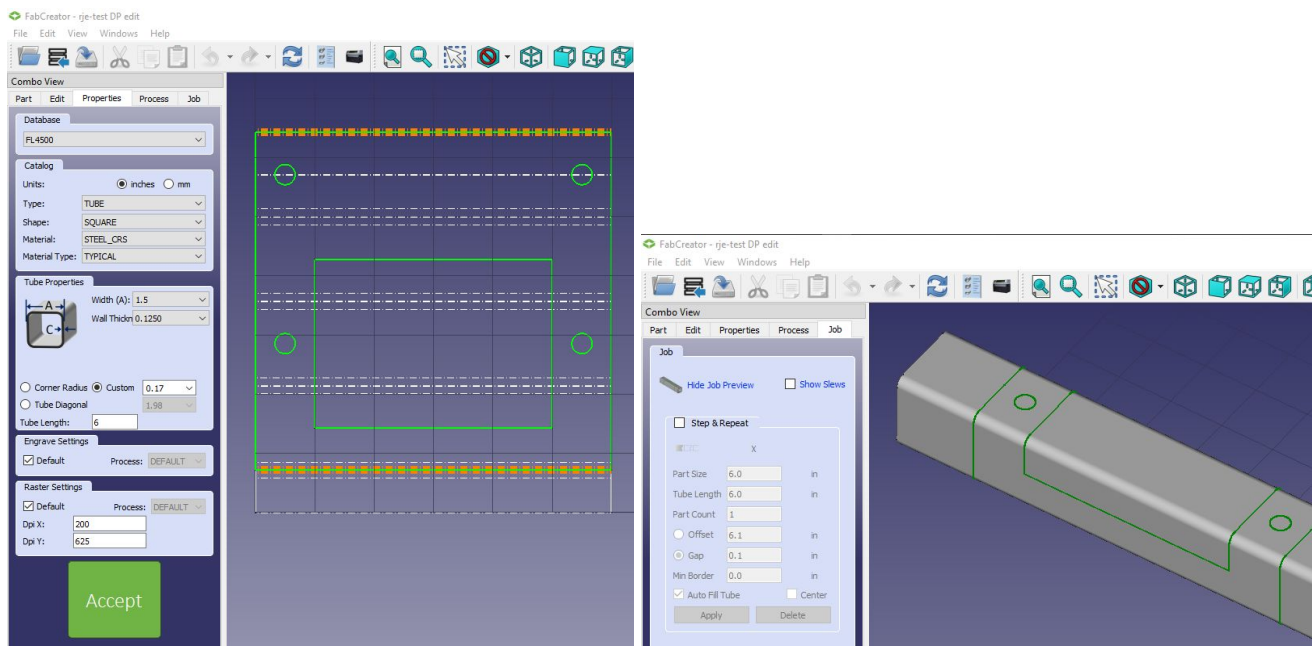 FabCreator - rje-test DP edit
File Edit View Windows Help
Combo View
Part Edit Properties Process Job
Database
FL4500
Catalog
Units: inches mm
Type: TUBE
Shape: SQUARE
Material: STEEL_CRS
Material Type: TYPICAL
Tube Properties
A
C
Width (A): 1.5
Wall Thickn 0.1250
Corner Radius Custom 0.17
Tube Diagonal 1.98
Tube Length: 6
Engrave Settings
Default Process: DEFAULT
Raster Settings
Default Process: DEFAULT
Dpi X: 200
Dpi Y: 625
Accept
FabCreator - rje-test DP edit
File Edit View Windows Help
Combo View
Part Edit Properties Process Job
Job
Hide Job Preview Show Slews
Step & Repeat
X
Part Size 6.0 in
Tube Length 6.0 in
Part Count 1
Offset 6.1 in
Gap 0.1 in
Min Border 0.0 in
Auto Fill Tube Center
Apply Delete